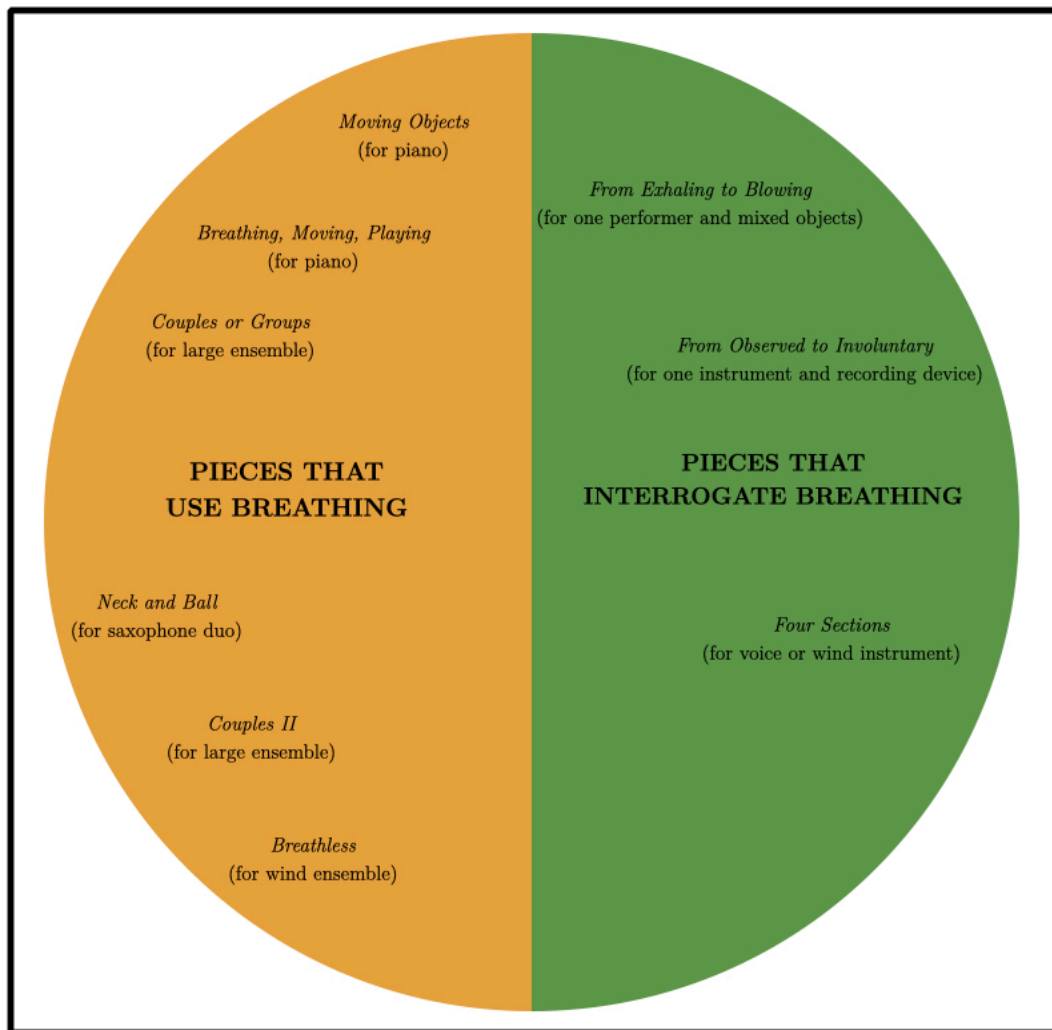 Moving Objects
(for piano)
Breathing, Moving, Playing
(for piano)
Couples or Groups
(for large ensemble)
PIECES THAT
USE BREATHING
Neck and Ball
(for saxophone duo)
Couples II
(for large ensemble)
Breathless
(for wind ensemble)
From Exhaling to Blowing
(for one performer and mixed objects)
From Observed to Involuntary
(for one instrument and recording device)
PIECES THAT
INTERROGATE BREATHING
Four Sections
(for voice or wind instrument)